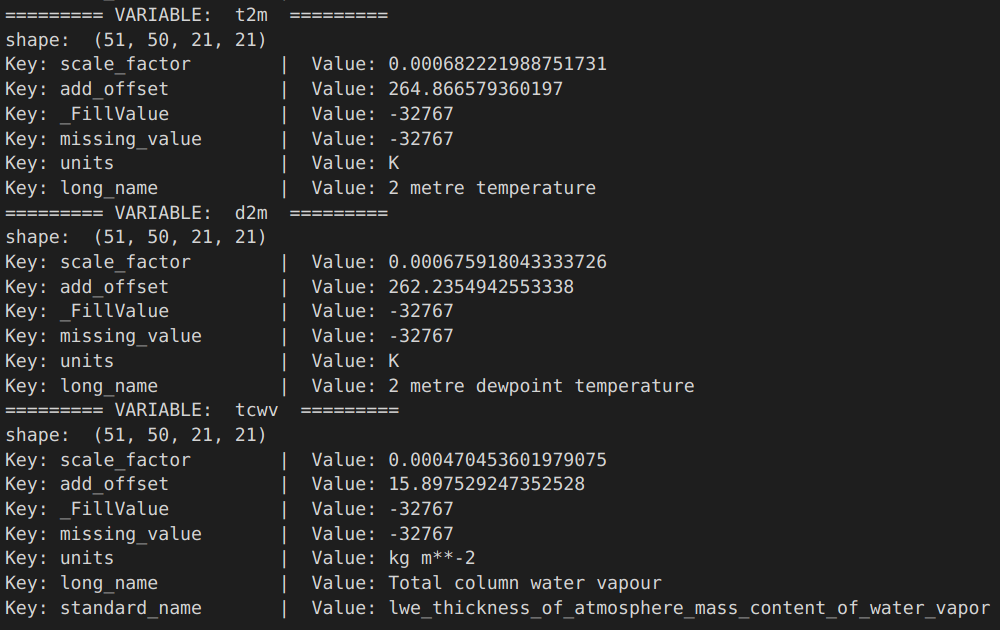 ========= VARIABLE:  t2m  =========
shape:  (51, 50, 21, 21)
Key: scale_factor        |  Value: 0.000682221988751731
Key: add_offset          |  Value: 264.866579360197
Key: _FillValue          |  Value: -32767
Key: missing_value       |  Value: -32767
Key: units               |  Value: K
Key: long_name           |  Value: 2 metre temperature
========= VARIABLE:  d2m  =========
shape:  (51, 50, 21, 21)
Key: scale_factor        |  Value: 0.000675918043333726
Key: add_offset          |  Value: 262.2354942553338
Key: _FillValue          |  Value: -32767
Key: missing_value       |  Value: -32767
Key: units               |  Value: K
Key: long_name           |  Value: 2 metre dewpoint temperature
========= VARIABLE:  tcwv  =========
shape:  (51, 50, 21, 21)
Key: scale_factor        |  Value: 0.000470453601979075
Key: add_offset          |  Value: 15.897529247352528
Key: _FillValue          |  Value: -32767
Key: missing_value       |  Value: -32767
Key: units               |  Value: kg m**-2
Key: long_name           |  Value: Total column water vapour
Key: standard_name       |  Value: lwe_thickness_of_atmosphere_mass_content_of_water_vapor